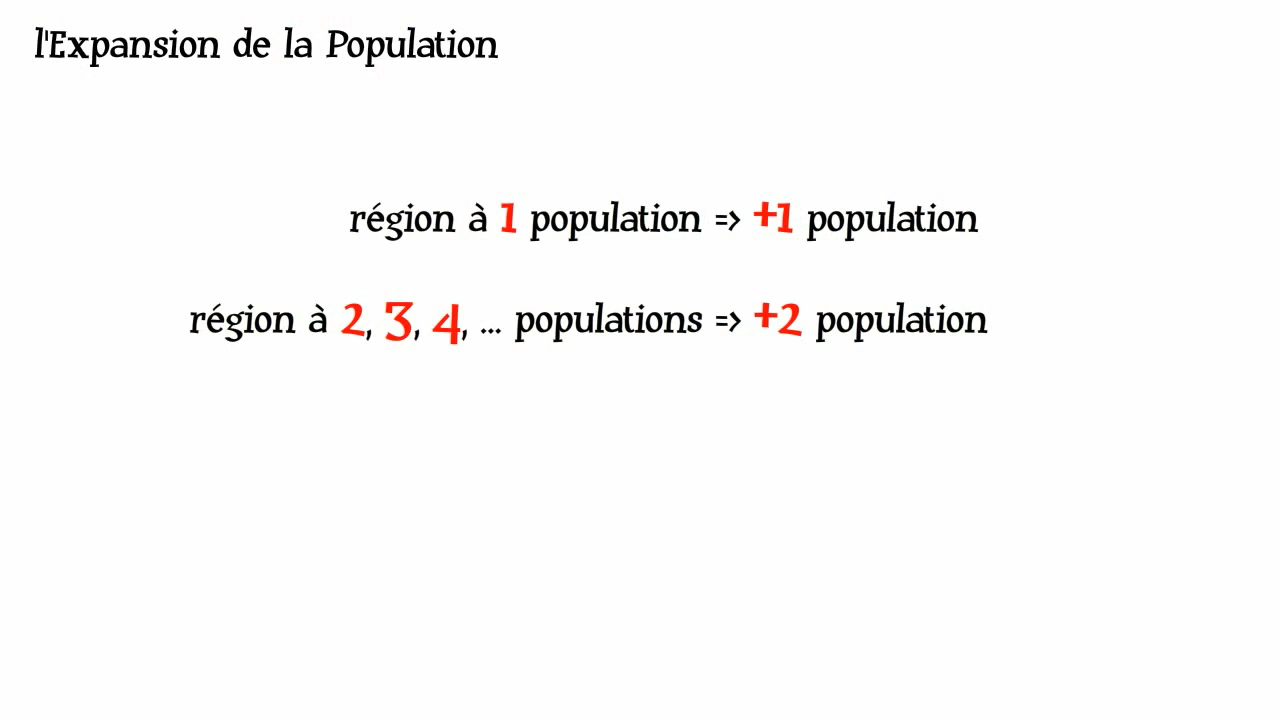 l'Expansion de la Population
région à 1 population => +1 population
région à 2, 3, 4, ... populations => +2 population